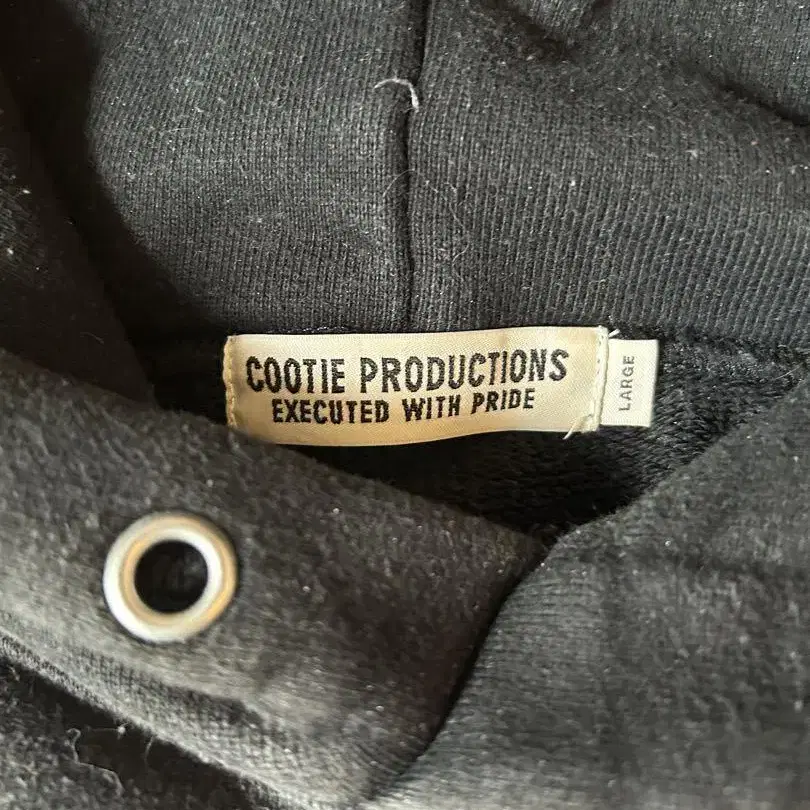 COOTIE PRODUCTIONS
EXECUTED WITH PRIDE
LARGE